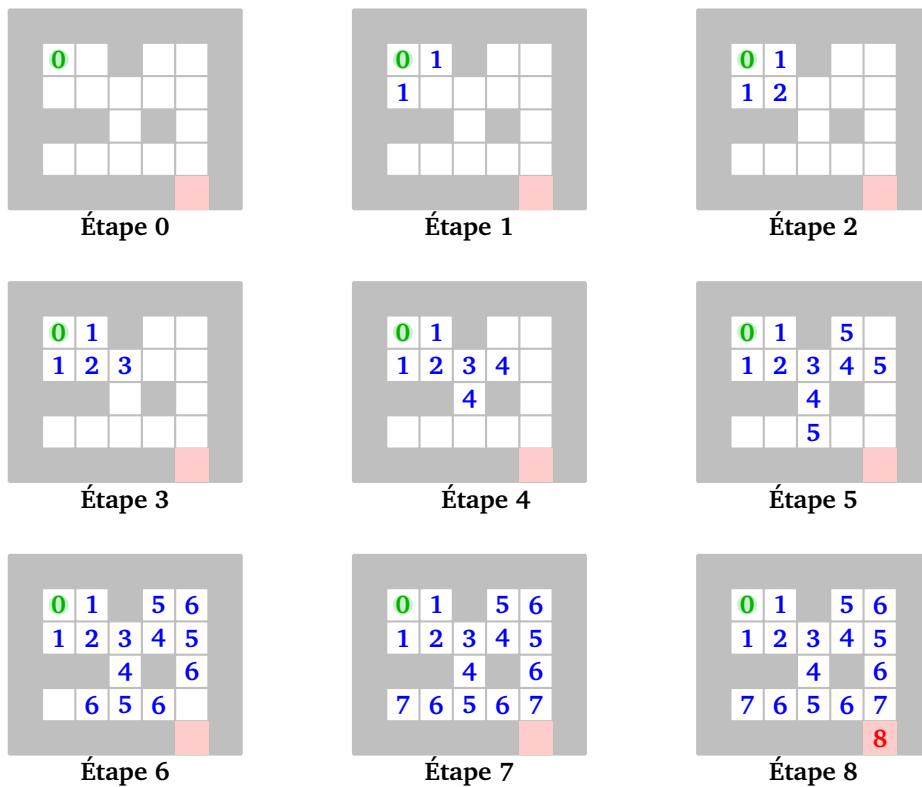 0
Étape 0
0 1
1
Étape 1
0 1
1 2
Étape 2
0 1
1 2 3
Étape 3
0 1
1 2 3 4
4
Étape 4
0 1 5
1 2 3 4 5
4
5
Étape 5
0 1 5 6
1 2 3 4 5
4 6
6 5 6
Étape 6
0 1 5 6
1 2 3 4 5
4 6
7 6 5 6 7
Étape 7
0 1 5 6
1 2 3 4 5
4 6
7 6 5 6 7
8
Étape 8